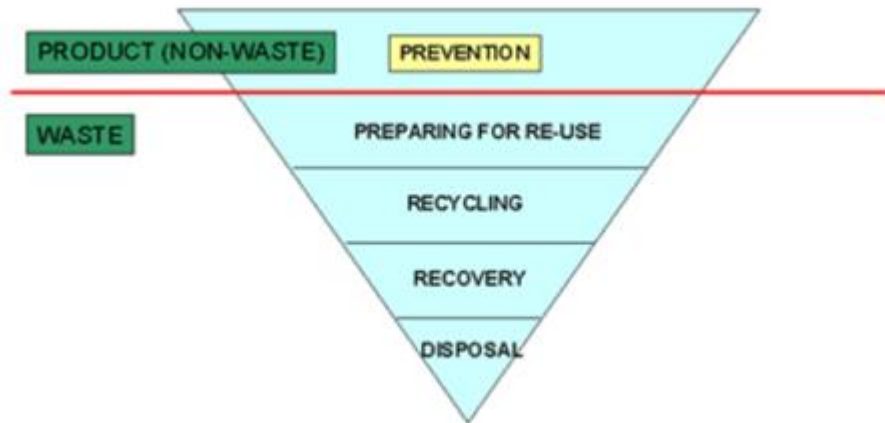 PRODUCT (NON-WASTE)
PREVENTION
WASTE
PREPARING FOR RE-USE
RECYCLING
RECOVERY
DISPOSAL